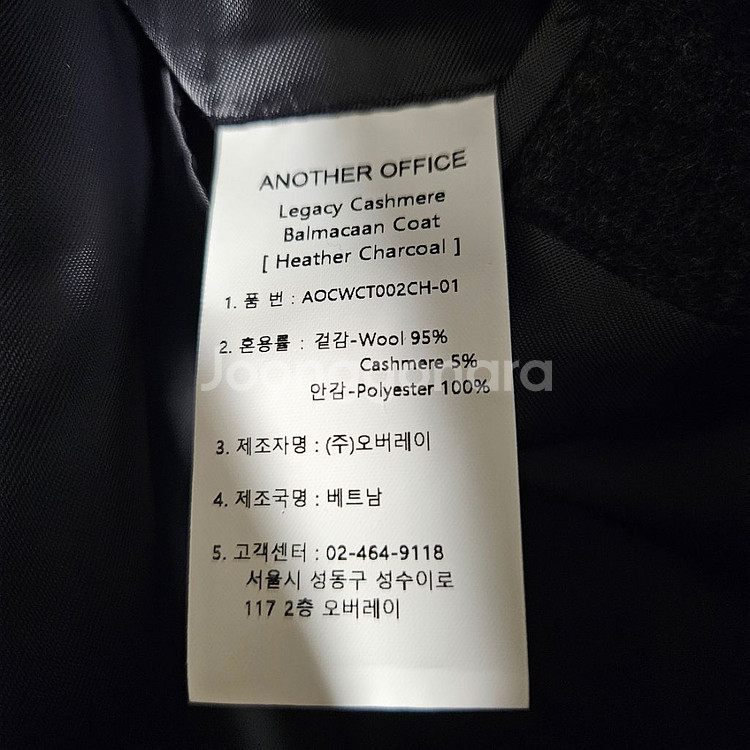 ANOTHER OFFICE
Legacy Cashmere
Balmacaan Coat
[ Heather Charcoal ]
1. 품 번 : AOCWCT002CH-01
2. 혼용률 : 겉감-Wool 95%
Cashmere 5%
Joonggonara
안감-Polyester 100%
3. 제조자명 : (주)오버레이
4. 제조국명 : 베트남
5. 고객센터 : 02-464-9118
서울시 성동구 성수이로
117 2층 오버레이